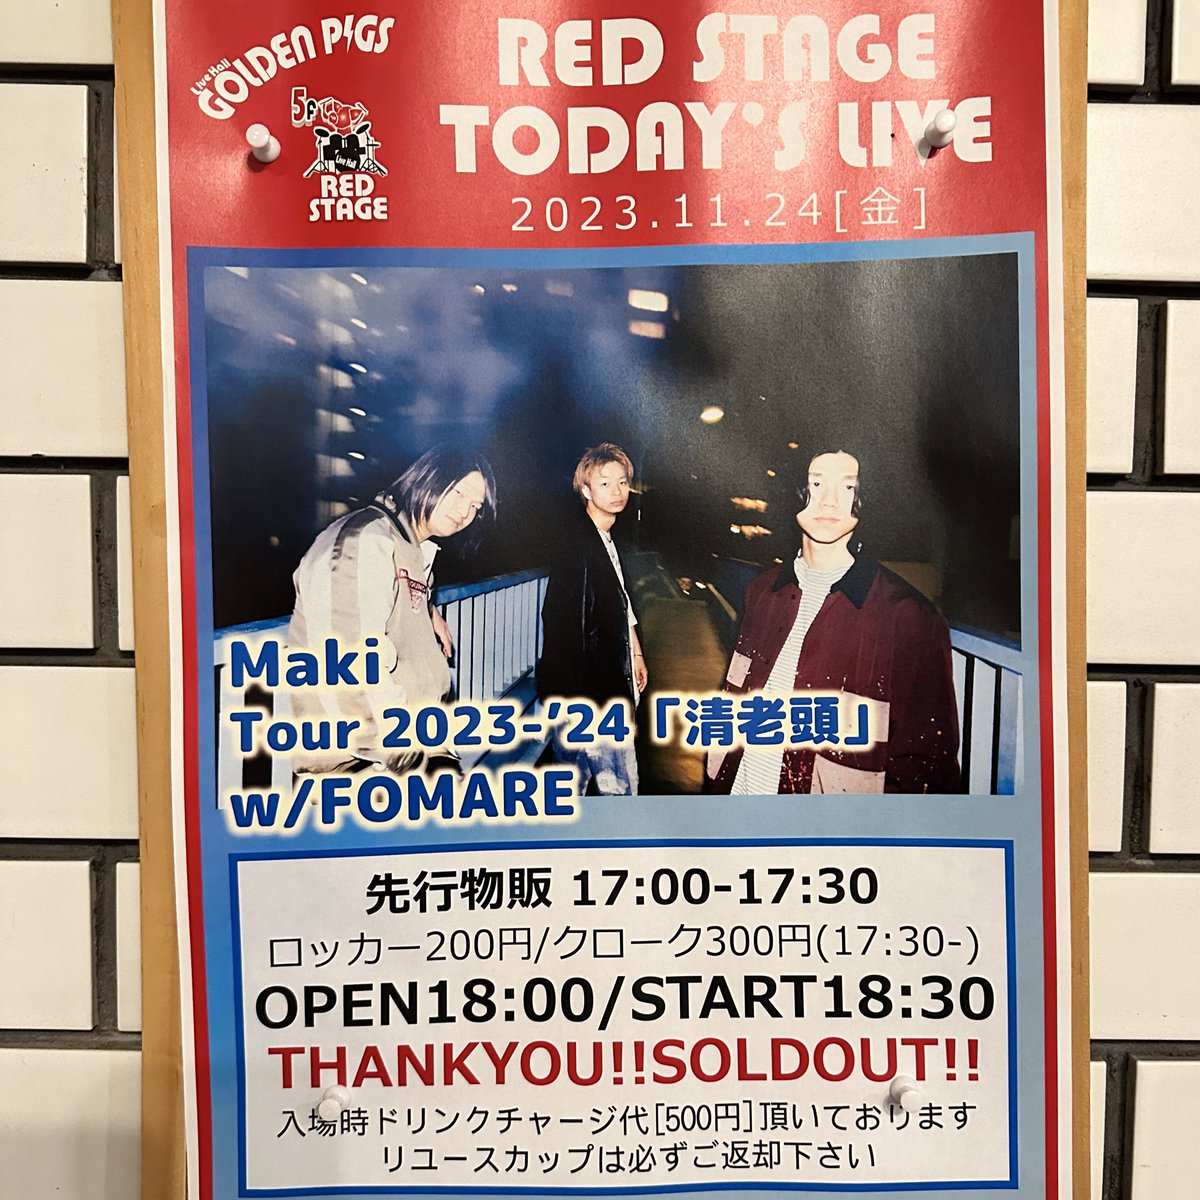 Live Hall
GOLDEN PIGS
5F
Live Hall
RED
STAGE
RED STAGE
TODAY'S LIVE
2023.11.24[金]
Maki
Tour 2023-'24「清老頭」
w/FOMARE
先行物販 17:00-17:30
ロッカー200円/クローク300円(17:30-)
OPEN18:00/START18:30
THANKYOU!!SOLDOUT!!
入場時ドリンクチャージ代[500円]頂いております
リユースカップは必ずご返却下さい